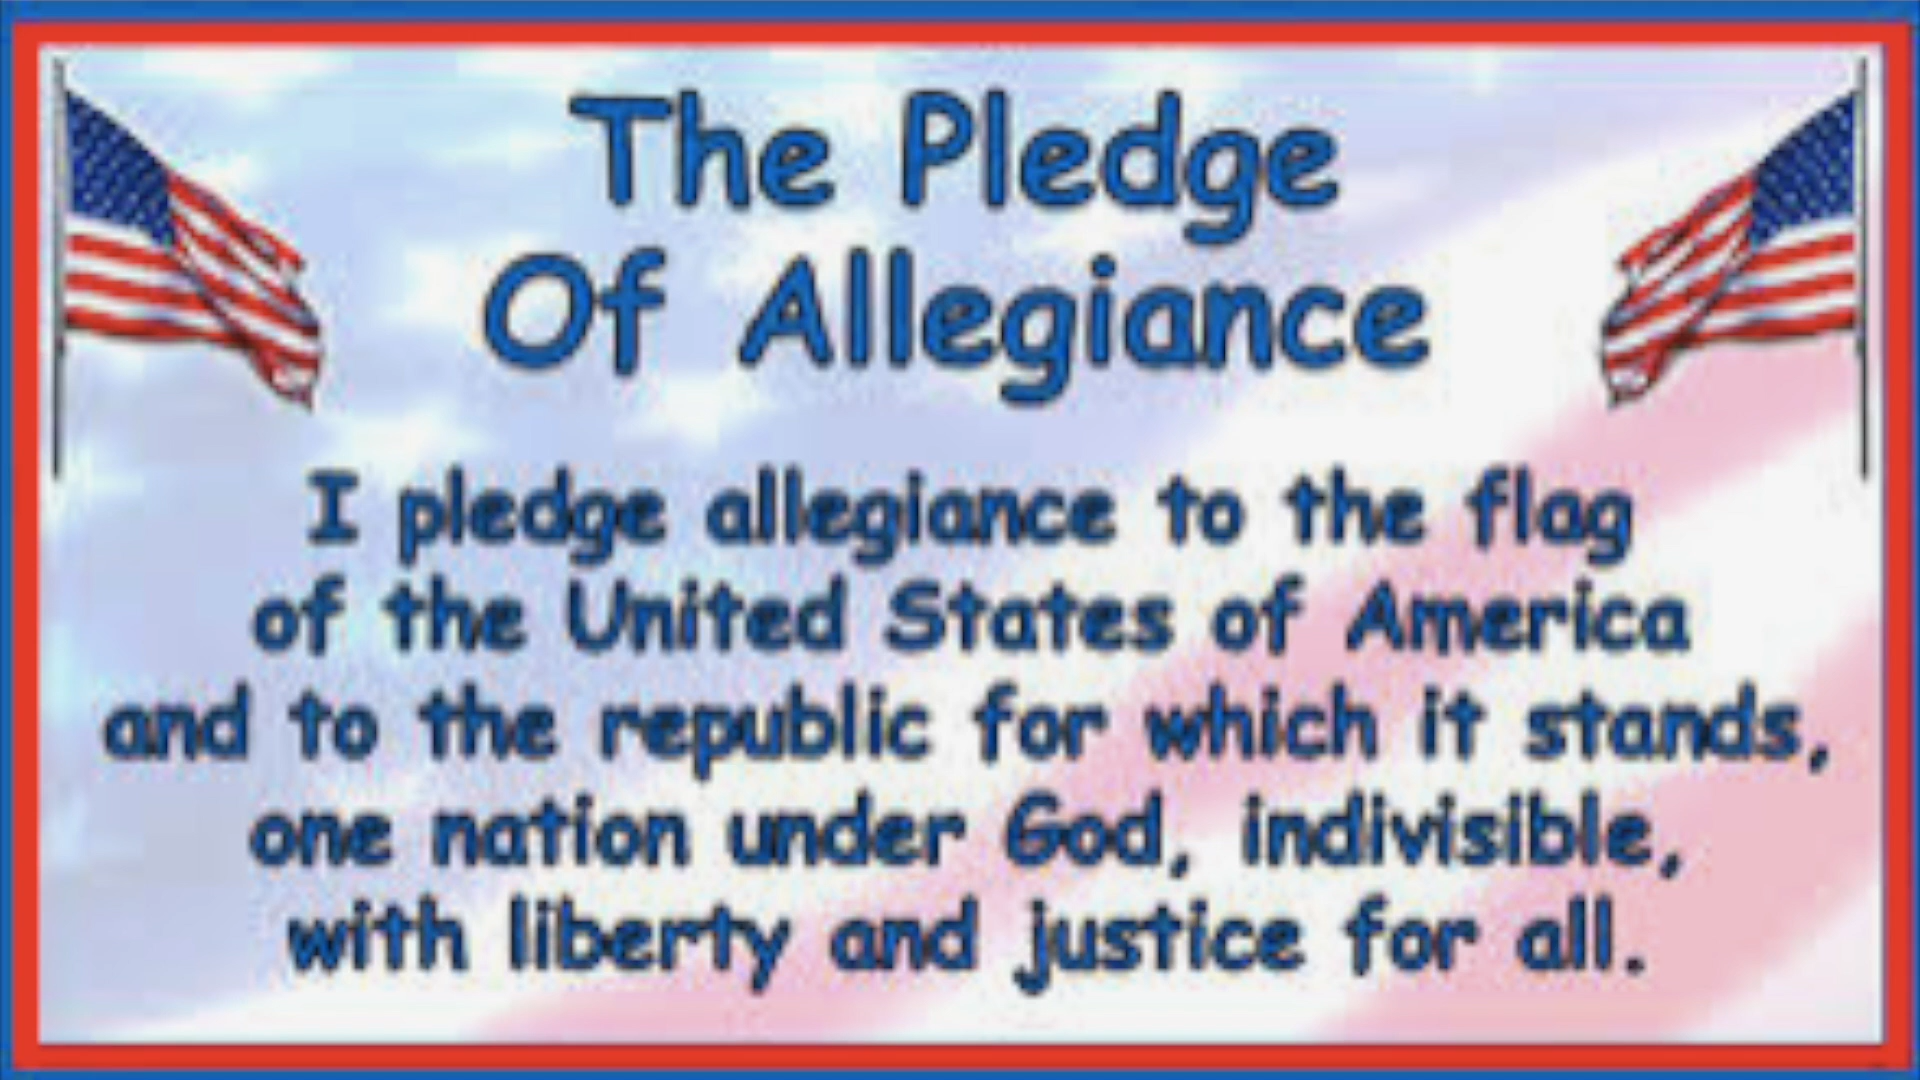 The Pledge
Of Allegiance
I pledge allegiance to the flag
of the United States of America
and to the republic for which it stands,
one nation under God, indivisible,
with liberty and justice for all.